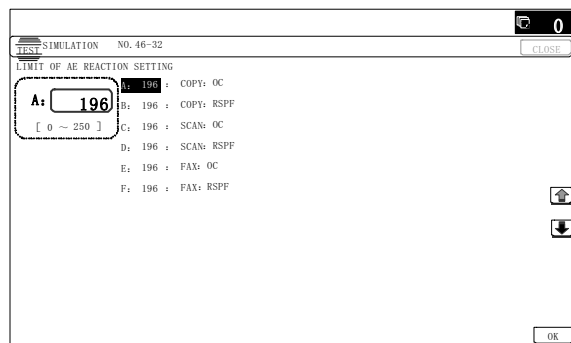 0
TEST SIMULATION NO.46-32
CLOSE
LIMIT OF AE REACTION SETTING
A: 196
[ 0 ～ 250 ]
A: 196 : COPY: OC
B: 196 : COPY: RSPF
C: 196 : SCAN: OC
D: 196 : SCAN: RSPF
E: 196 : FAX: OC
F: 196 : FAX: RSPF
OK